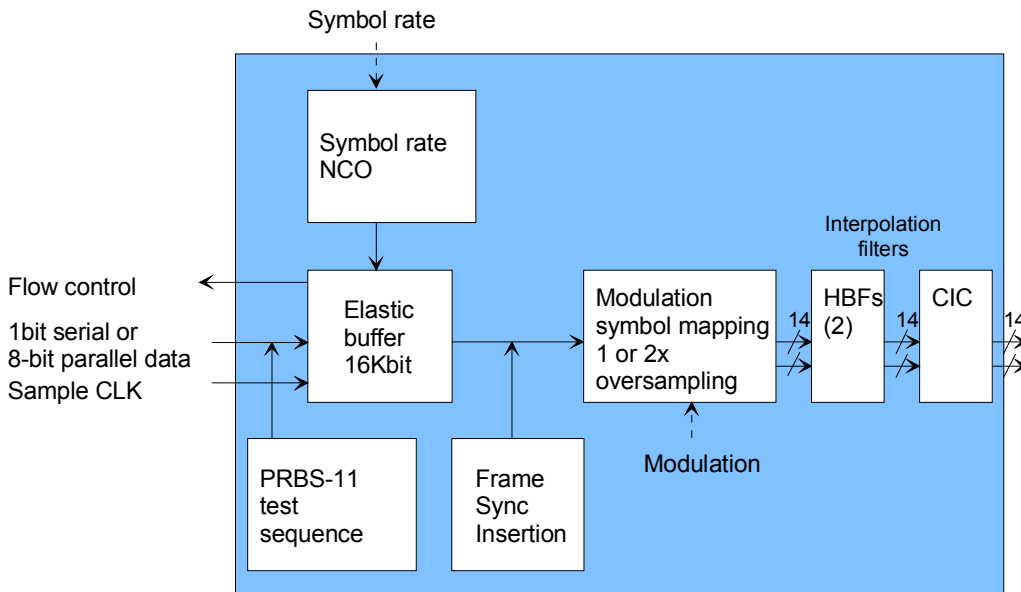 Symbol rate
Symbol rate
NCO
Interpolation
filters
Flow control
1bit serial or
8-bit parallel data
Sample CLK
Elastic
buffer
16Kbit
Modulation
symbol mapping
1 or 2x
oversampling
14
HBFs
(2)
14
CIC
14
PRBS-11
test
sequence
Frame
Sync
Insertion
Modulation